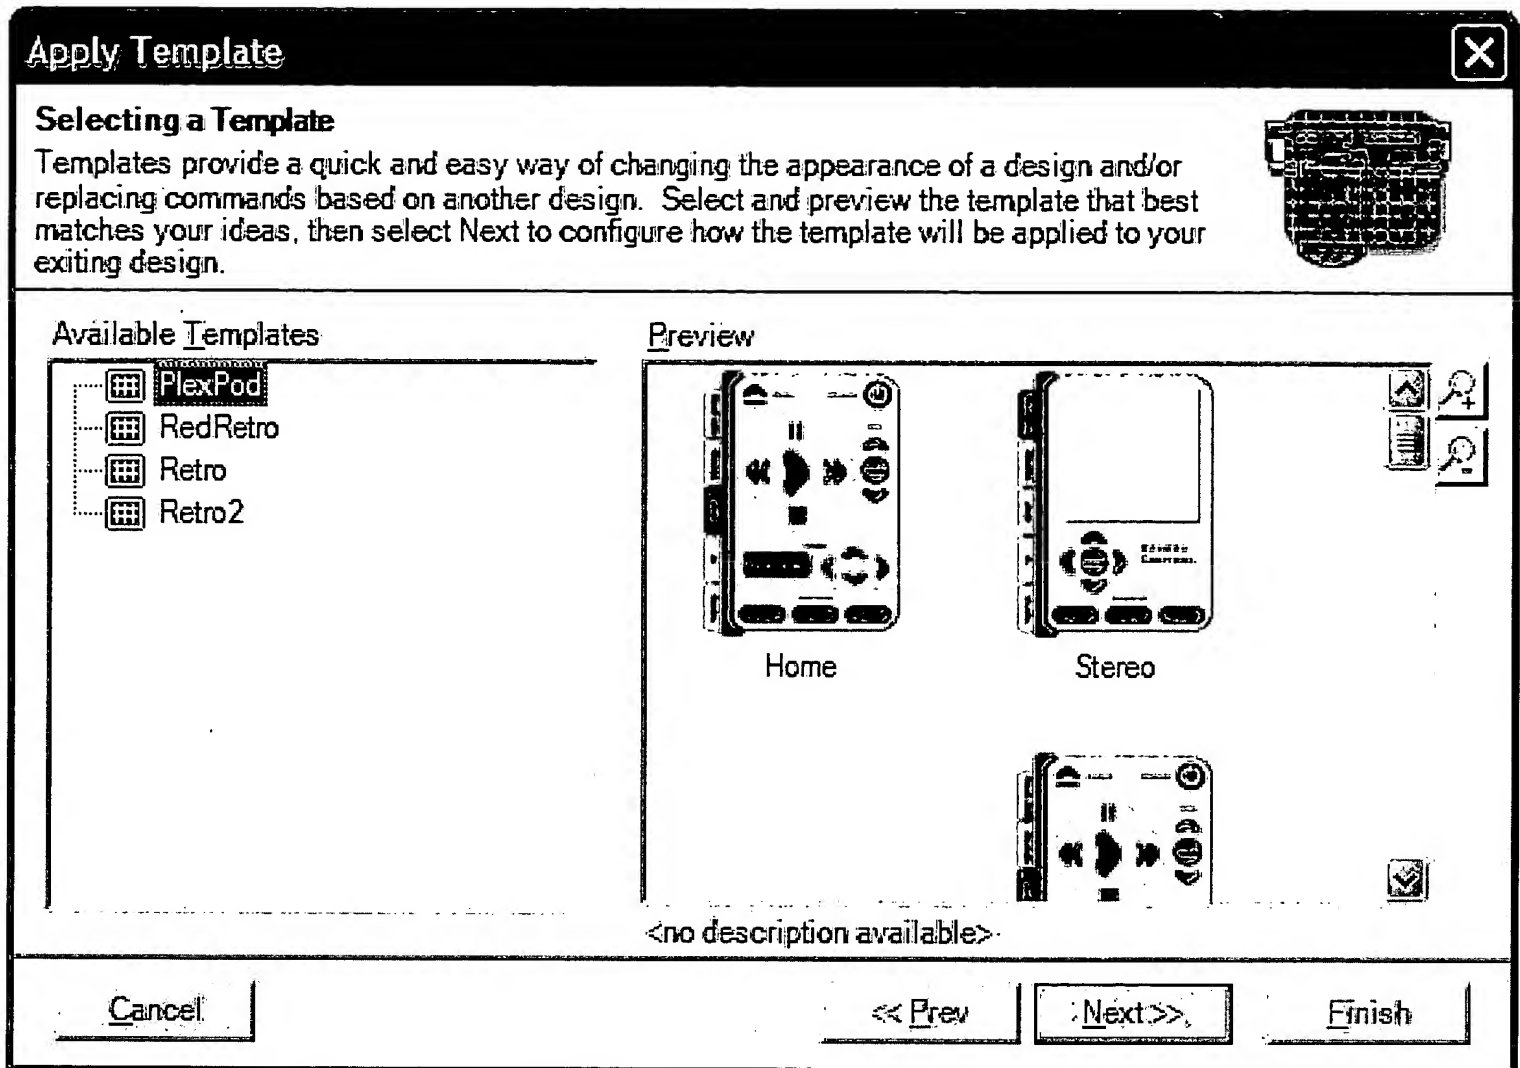 Apply Template
Selecting a Template
Templates provide a quick and easy way of changing the appearance of a design and/or
replacing commands based on another design. Select and preview the template that best
matches your ideas, then select Next to configure how the template will be applied to your
exiting design.
Available Templates
PlexPod
RedRetro
Retro
Retro2
Preview
Home
Stereo
<no description available>
Cancel
<< Prev
Next >>
Finish